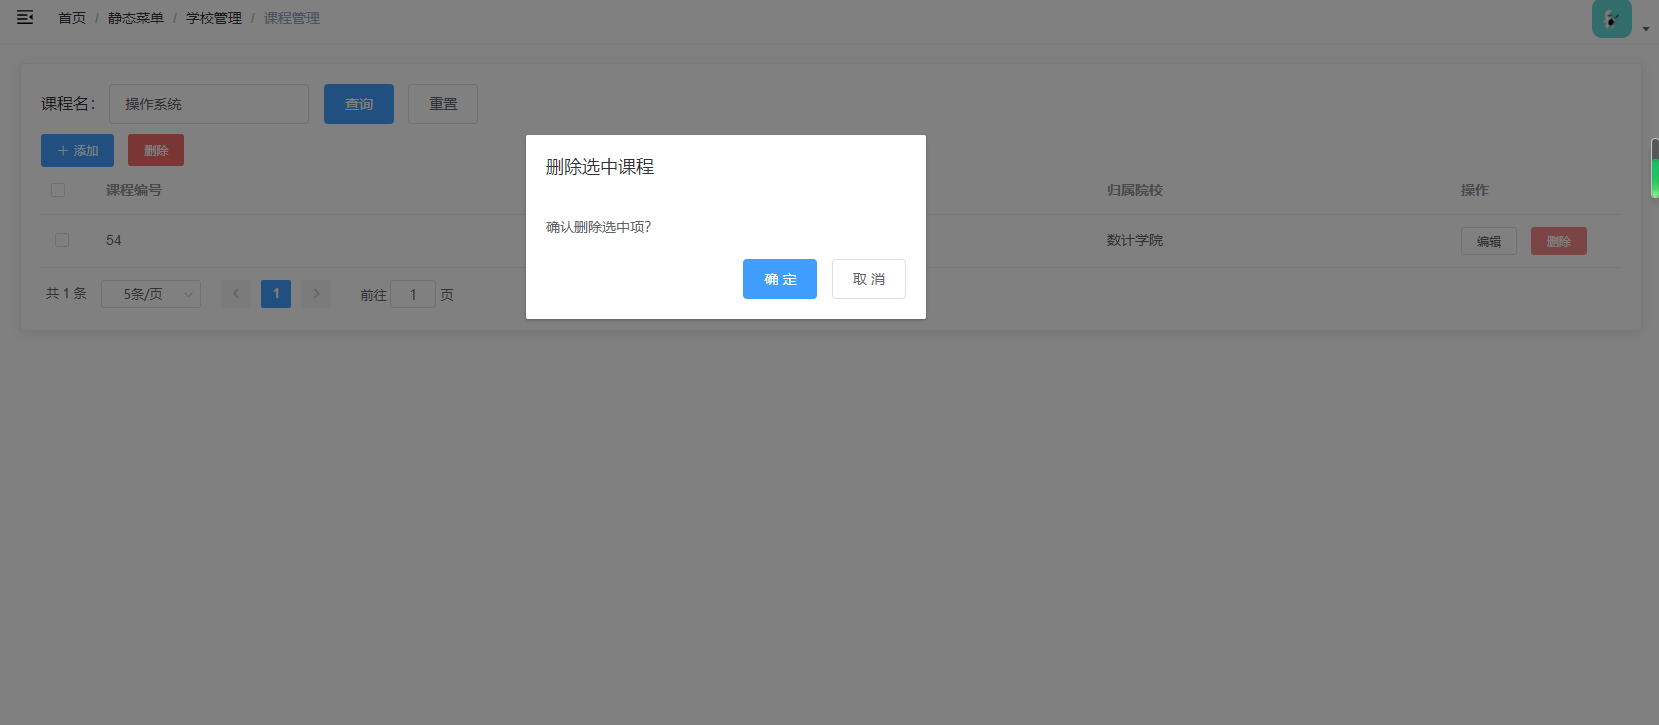 首页 / 静态菜单 / 学校管理 / 课程管理
课程名： 操作系统 查询 重置
+ 添加 删除
删除选中课程
确认删除选中项?
确 定 取 消
课程编号 归属院校 操作
54 数计学院 编辑 删除
共 1 条 5条/页 < 1 > 前往 1 页